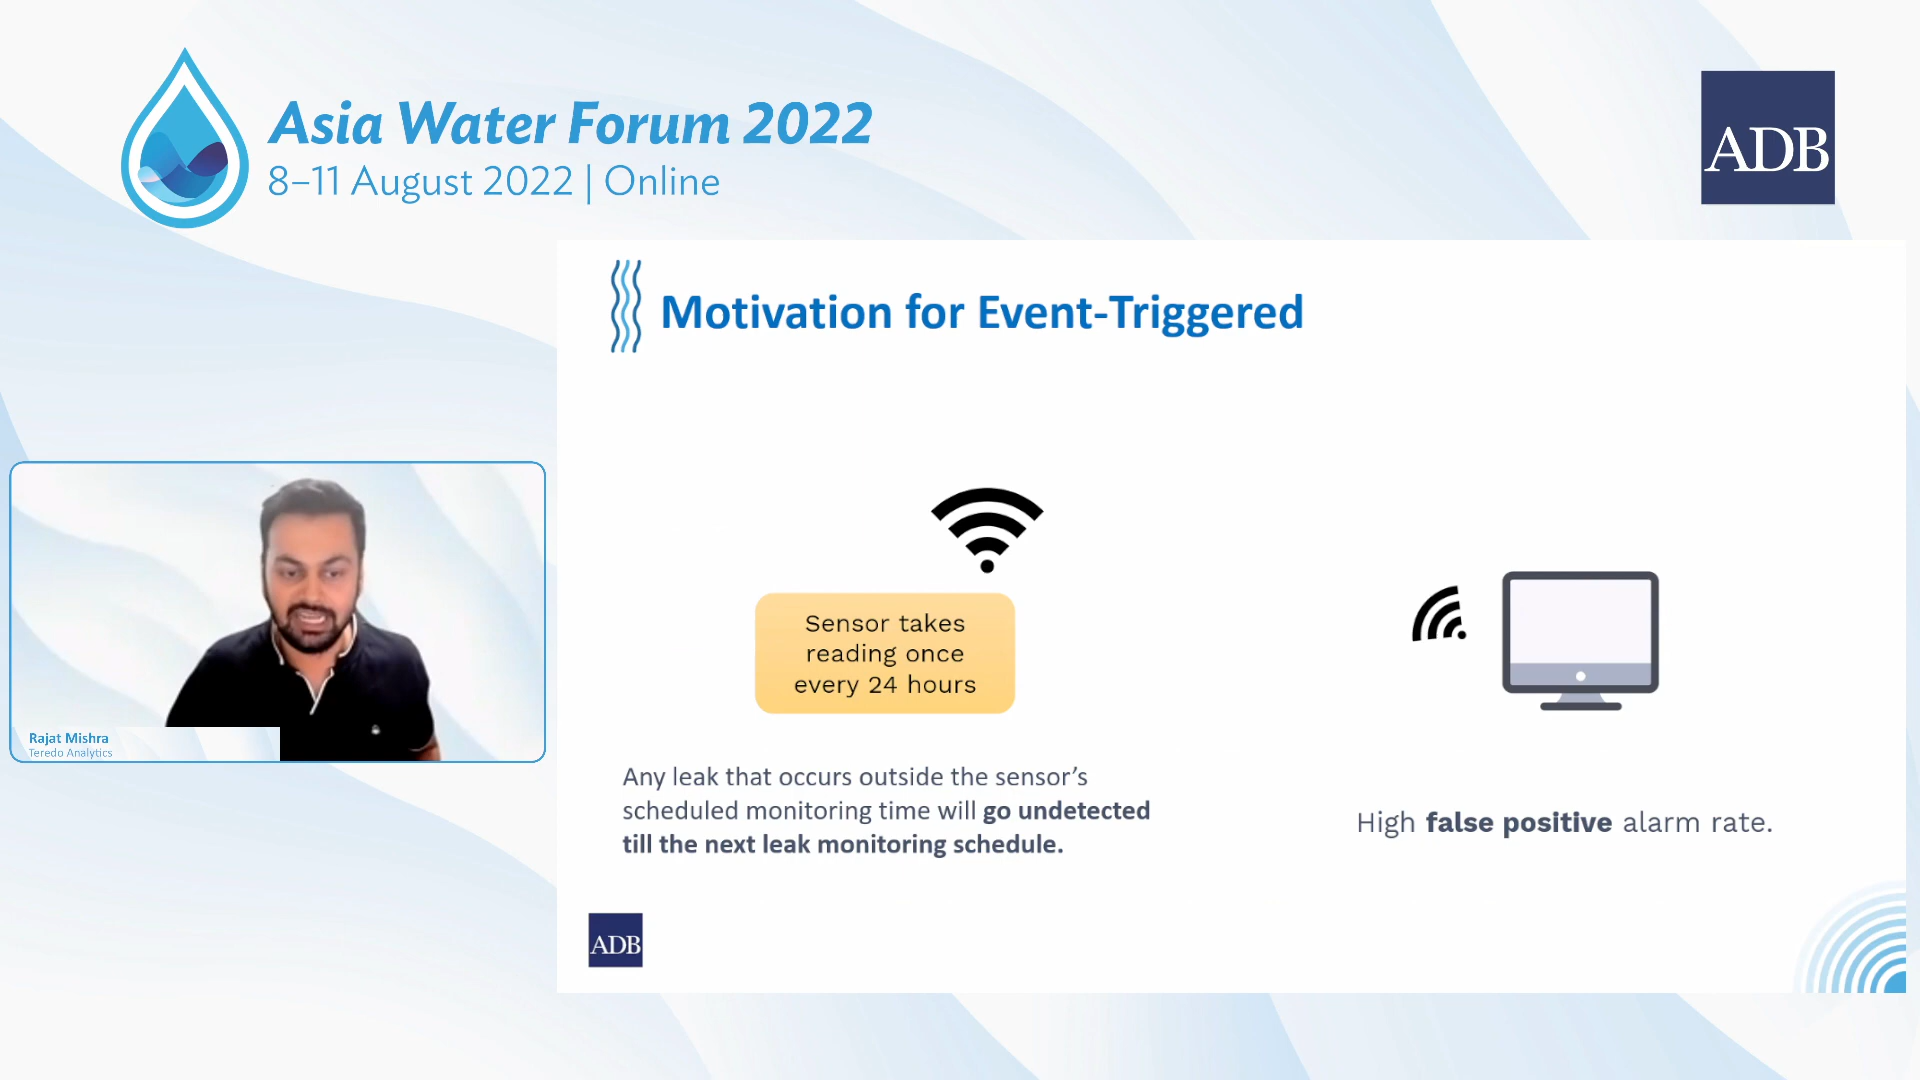 Asia Water Forum 2022
8–11 August 2022 | Online
ADB
Motivation for Event-Triggered
Sensor takes
reading once
every 24 hours
Any leak that occurs outside the sensor’s
scheduled monitoring time will go undetected
till the next leak monitoring schedule.
High false positive alarm rate.
Rajat Mishra
Teredo Analytics
ADB